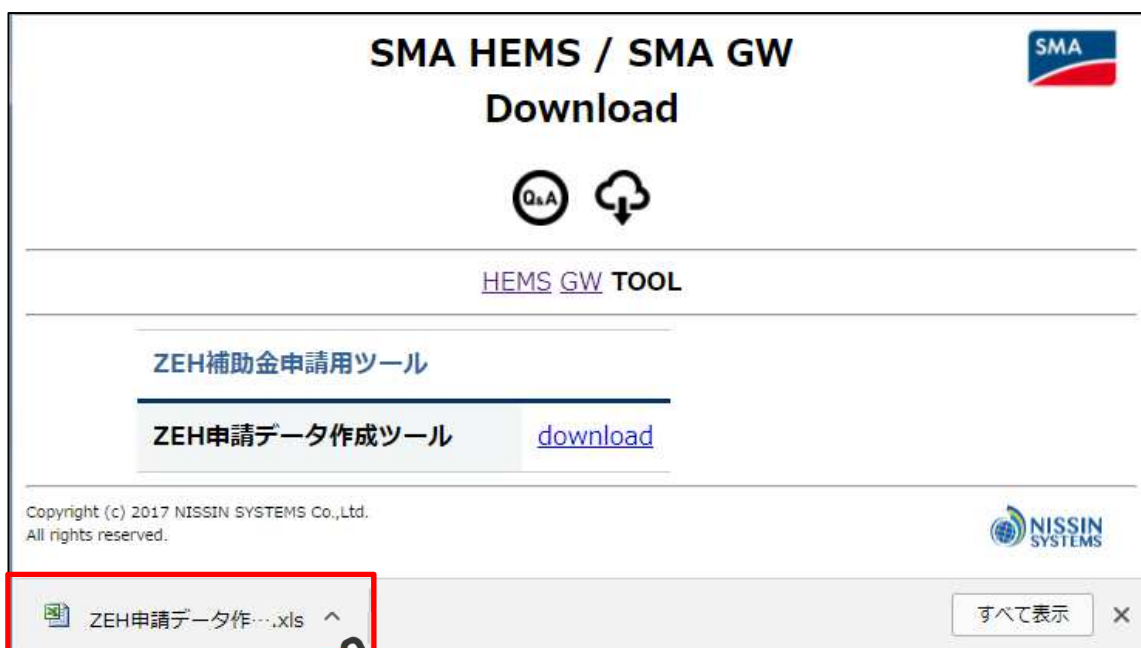 SMA HEMS / SMA GW
Download
SMA
Q&A
HEMS GW TOOL
ZEH補助金申請用ツール
ZEH申請データ作成ツール download
Copyright (c) 2017 NISSIN SYSTEMS Co.,Ltd.
All rights reserved.
NISSIN
SYSTEMS
ZEH申請データ作….xls
すべて表示